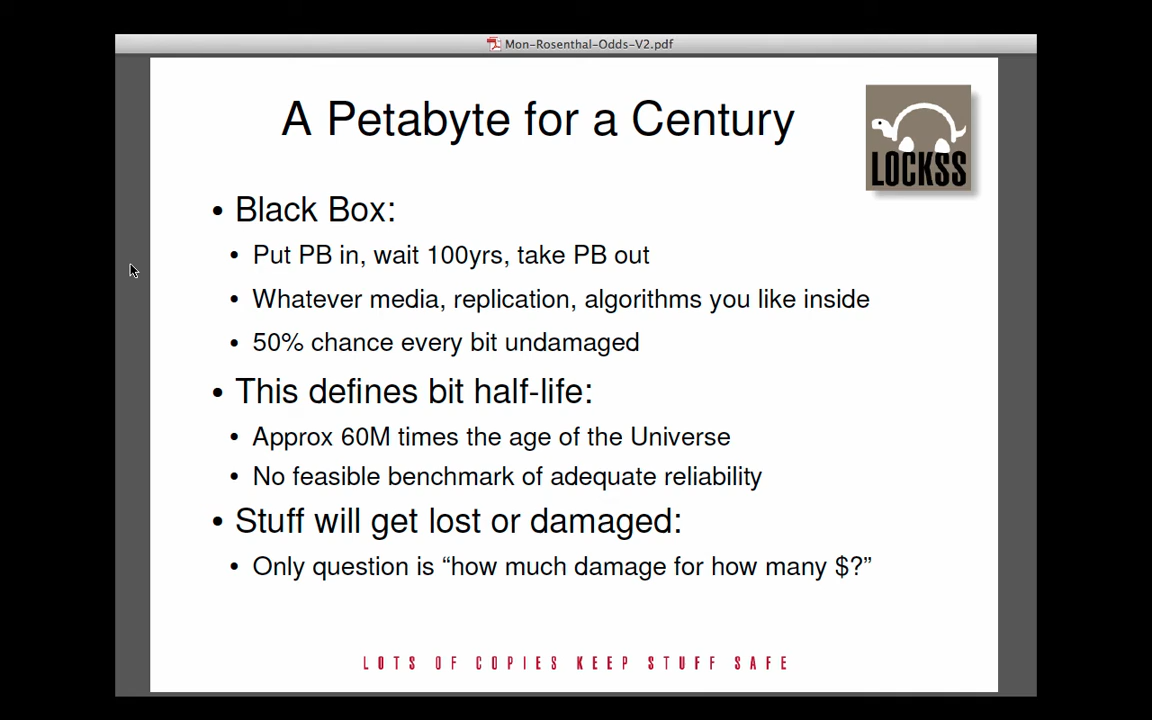 Mon-Rosenthal-Odds-V2.pdf
A Petabyte for a Century
LOCKSS
• Black Box:
• Put PB in, wait 100yrs, take PB out
• Whatever media, replication, algorithms you like inside
• 50% chance every bit undamaged
• This defines bit half-life:
• Approx 60M times the age of the Universe
• No feasible benchmark of adequate reliability
• Stuff will get lost or damaged:
• Only question is “how much damage for how many $?”
LOTS OF COPIES KEEP STUFF SAFE